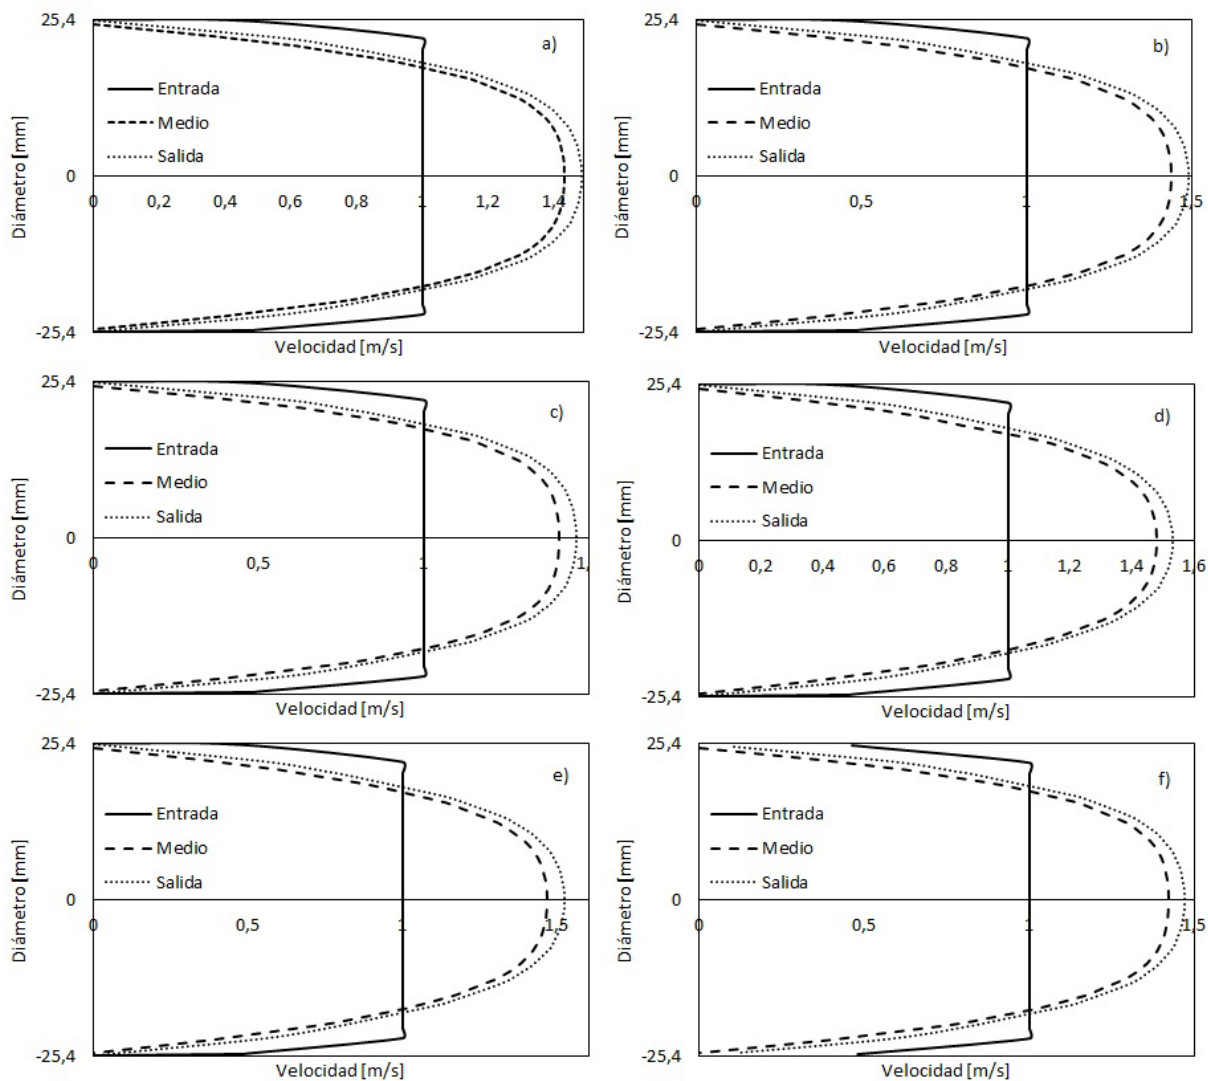 25,4
a)
Entrada
Medio
Salida
Diámetro [mm]
0
0 0,2 0,4 0,6 0,8 1 1,2 1,4
-25,4
Velocidad [m/s]
25,4
b)
Entrada
Medio
Salida
Diámetro [mm]
0
0 0,5 1 1,5
-25,4
Velocidad [m/s]
25,4
c)
Entrada
Medio
Salida
Diámetro [mm]
0
0 0,5 1 1,
-25,4
Velocidad [m/s]
25,4
d)
Entrada
Medio
Salida
Diámetro [mm]
0
0 0,2 0,4 0,6 0,8 1 1,2 1,4 1,6
-25,4
Velocidad [m/s]
25,4
e)
Entrada
Medio
Salida
Diámetro [mm]
0
0 0,5 1 1,5
-25,4
Velocidad [m/s]
25,4
f)
Entrada
Medio
Salida
Diámetro [mm]
0
0 0,5 1 1,5
-25,4
Velocidad [m/s]